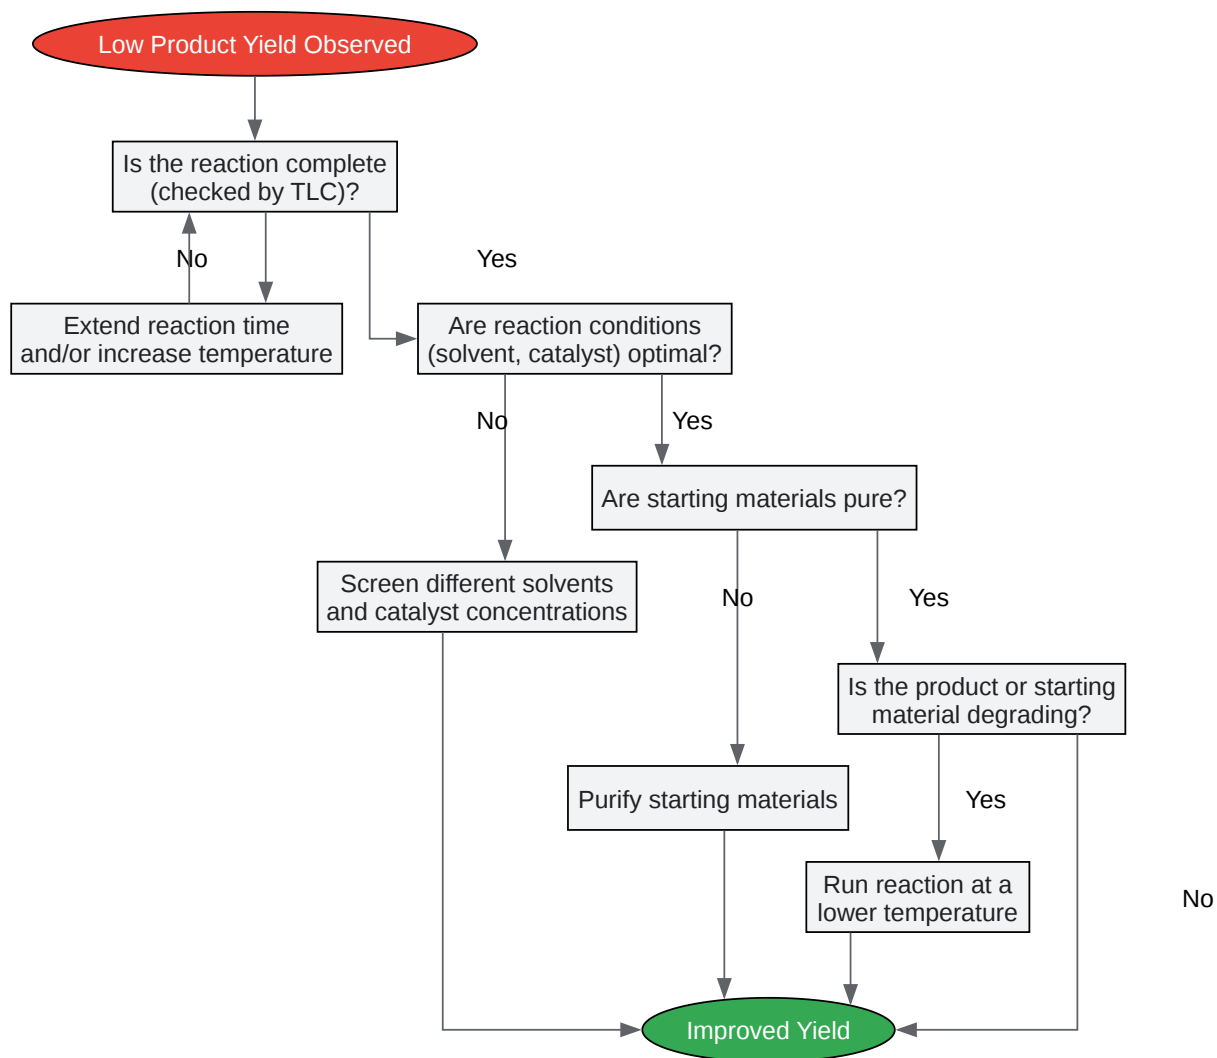 Low Product Yield Observed
Is the reaction complete
(checked by TLC)?
No
Yes
Extend reaction time
and/or increase temperature
Are reaction conditions
(solvent, catalyst) optimal?
No
Yes
Are starting materials pure?
Screen different solvents
and catalyst concentrations
No
Yes
Is the product or starting
material degrading?
Purify starting materials
Yes
Run reaction at a
lower temperature
No
Improved Yield